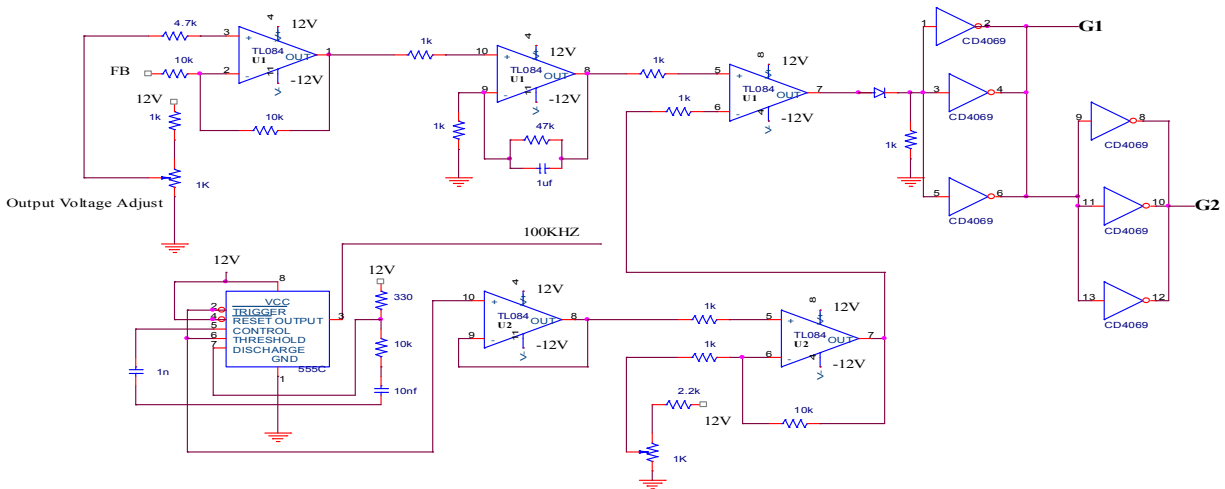 4.7k
3
4
12V
+
TL084
U1
OUT
1
FB
10k
2
-
11
-12V
V
12V
1k
10k
1K
Output Voltage Adjust
1k
10
4
12V
+
TL084
U1
OUT
8
9
-
11
-12V
V
1k
47k
1uf
1k
5
8
12V
+
TL084
U1
OUT
7
1k
6
-
4
-12V
V
1k
1
2
CD4069
G1
3
4
CD4069
5
6
CD4069
9
8
CD4069
11
10
CD4069
G2
13
12
CD4069
100KHZ
12V
8
VCC
2
TRIGGER
4
RESET OUTPUT
3
5
CONTROL
6
THRESHOLD
7
DISCHARGE
GND
555C
1
1n
12V
330
10k
10nf
10
4
12V
+
TL084
U2
OUT
8
9
-
11
-12V
V
1k
5
8
12V
+
TL084
U2
OUT
7
1k
6
-
4
-12V
V
2.2k
12V
10k
1K